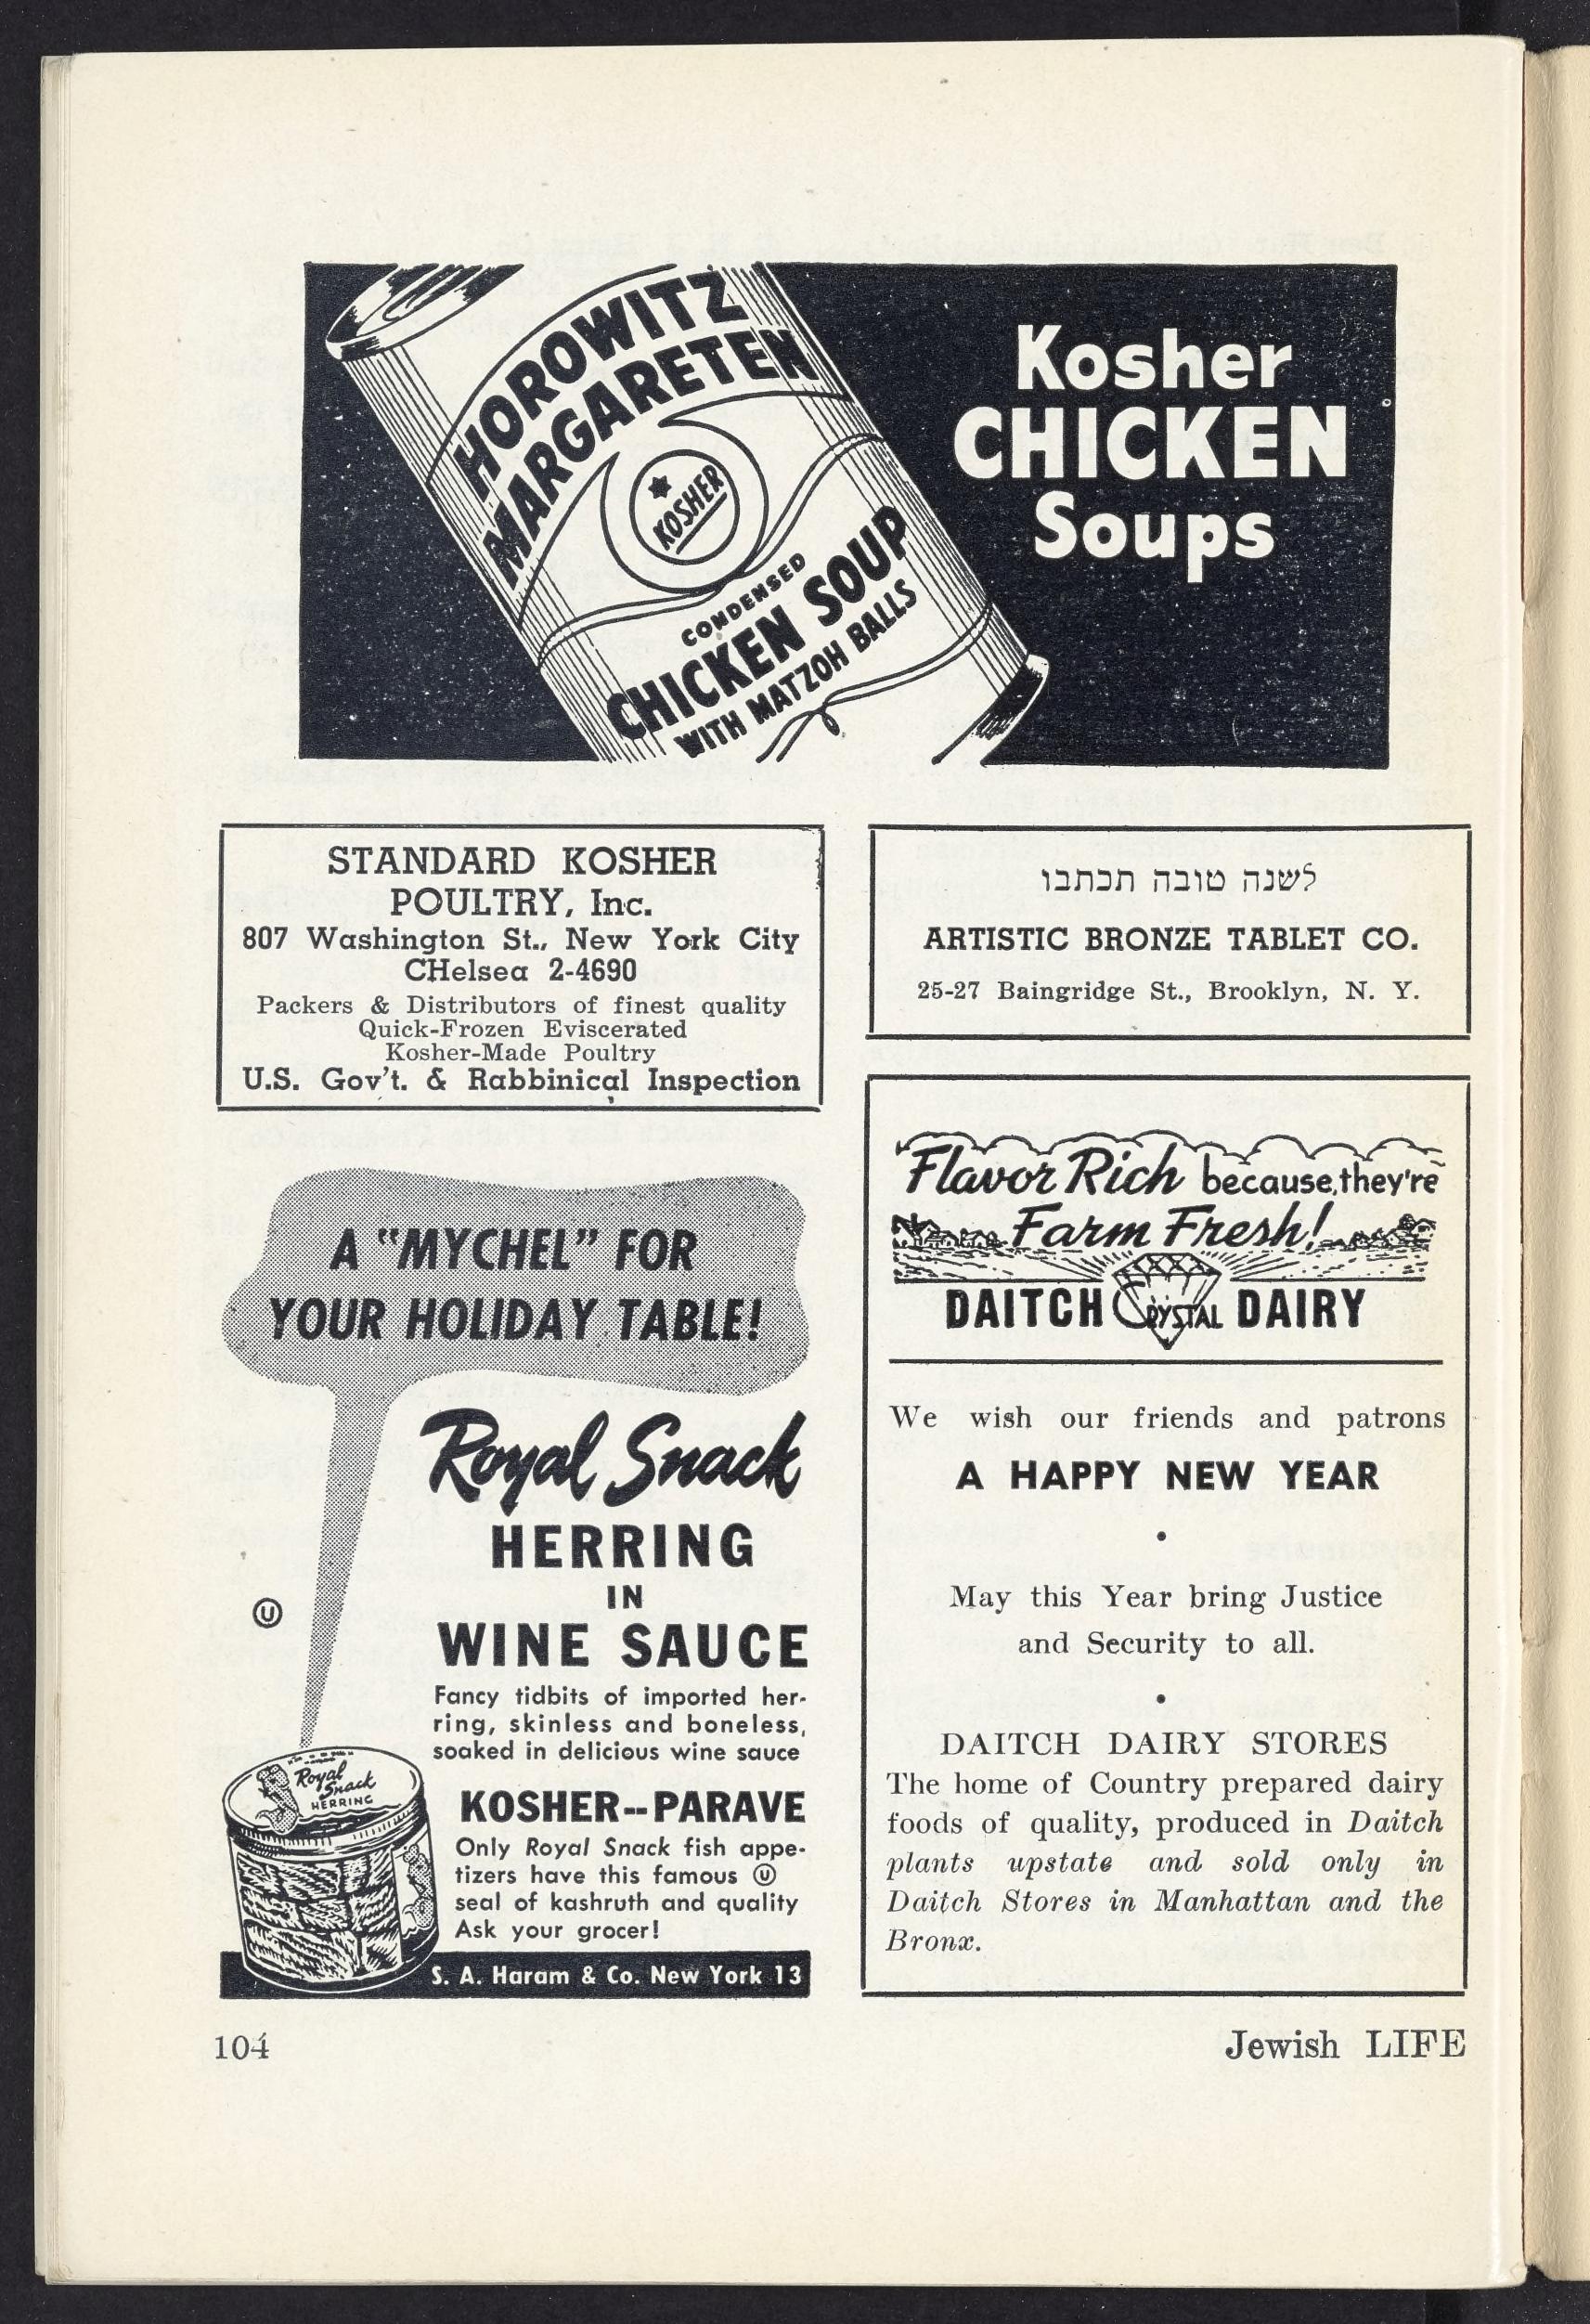 HOROWITZ
MARGARETEN
KOSHER
CONDENSED
CHICKEN SOUP
WITH MATZOH BALLS
Kosher
CHICKEN
Soups
STANDARD KOSHER
POULTRY, Inc.
807 Washington St., New York City
CHelsea 2-4690
Packers & Distributors of finest quality
Quick-Frozen Eviscerated
Kosher-Made Poultry
U.S. Gov't. & Rabbinical Inspection
לשנה טובה תכתבו
ARTISTIC BRONZE TABLET CO.
25-27 Baingridge St., Brooklyn, N. Y.
A "MYCHEL" FOR
YOUR HOLIDAY TABLE!
Royal Snack
HERRING
IN
WINE SAUCE
Ⓤ
Fancy tidbits of imported her-
ring, skinless and boneless,
soaked in delicious wine sauce
KOSHER--PARAVE
Only Royal Snack fish appe-
tizers have this famous Ⓤ
seal of kashruth and quality
Ask your grocer!
Royal
Snack
HERRING
S. A. Haram & Co. New York 13
Flavor Rich because they're
Farm Fresh!
DAITCH CRYSTAL DAIRY
We wish our friends and patrons
A HAPPY NEW YEAR
•
May this Year bring Justice
and Security to all.
•
DAITCH DAIRY STORES
The home of Country prepared dairy
foods of quality, produced in Daitch
plants upstate and sold only in
Daitch Stores in Manhattan and the
Bronx.
104
Jewish LIFE